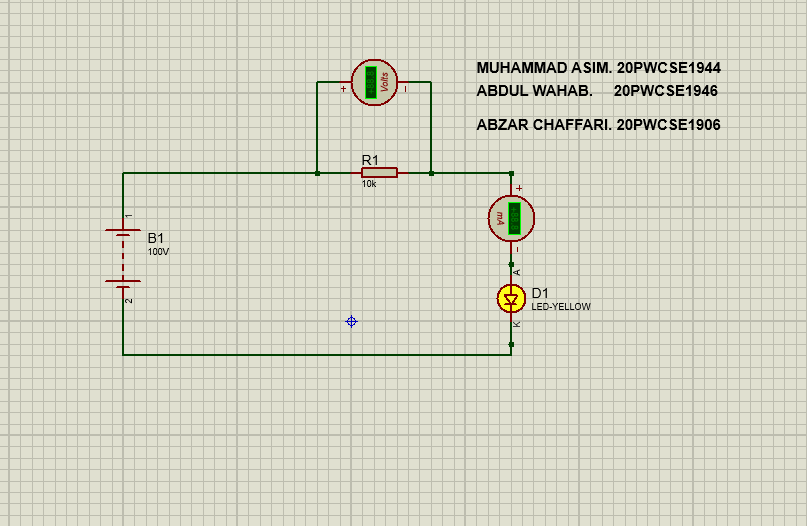 MUHAMMAD ASIM. 20PWCSE1944
ABDUL WAHAB. 20PWCSE1946
ABZAR CHAFFARI. 20PWCSE1906
Volts
+ −
R1
10k
+
mA
−
1
B1
100V
2
A
D1
LED-YELLOW
K